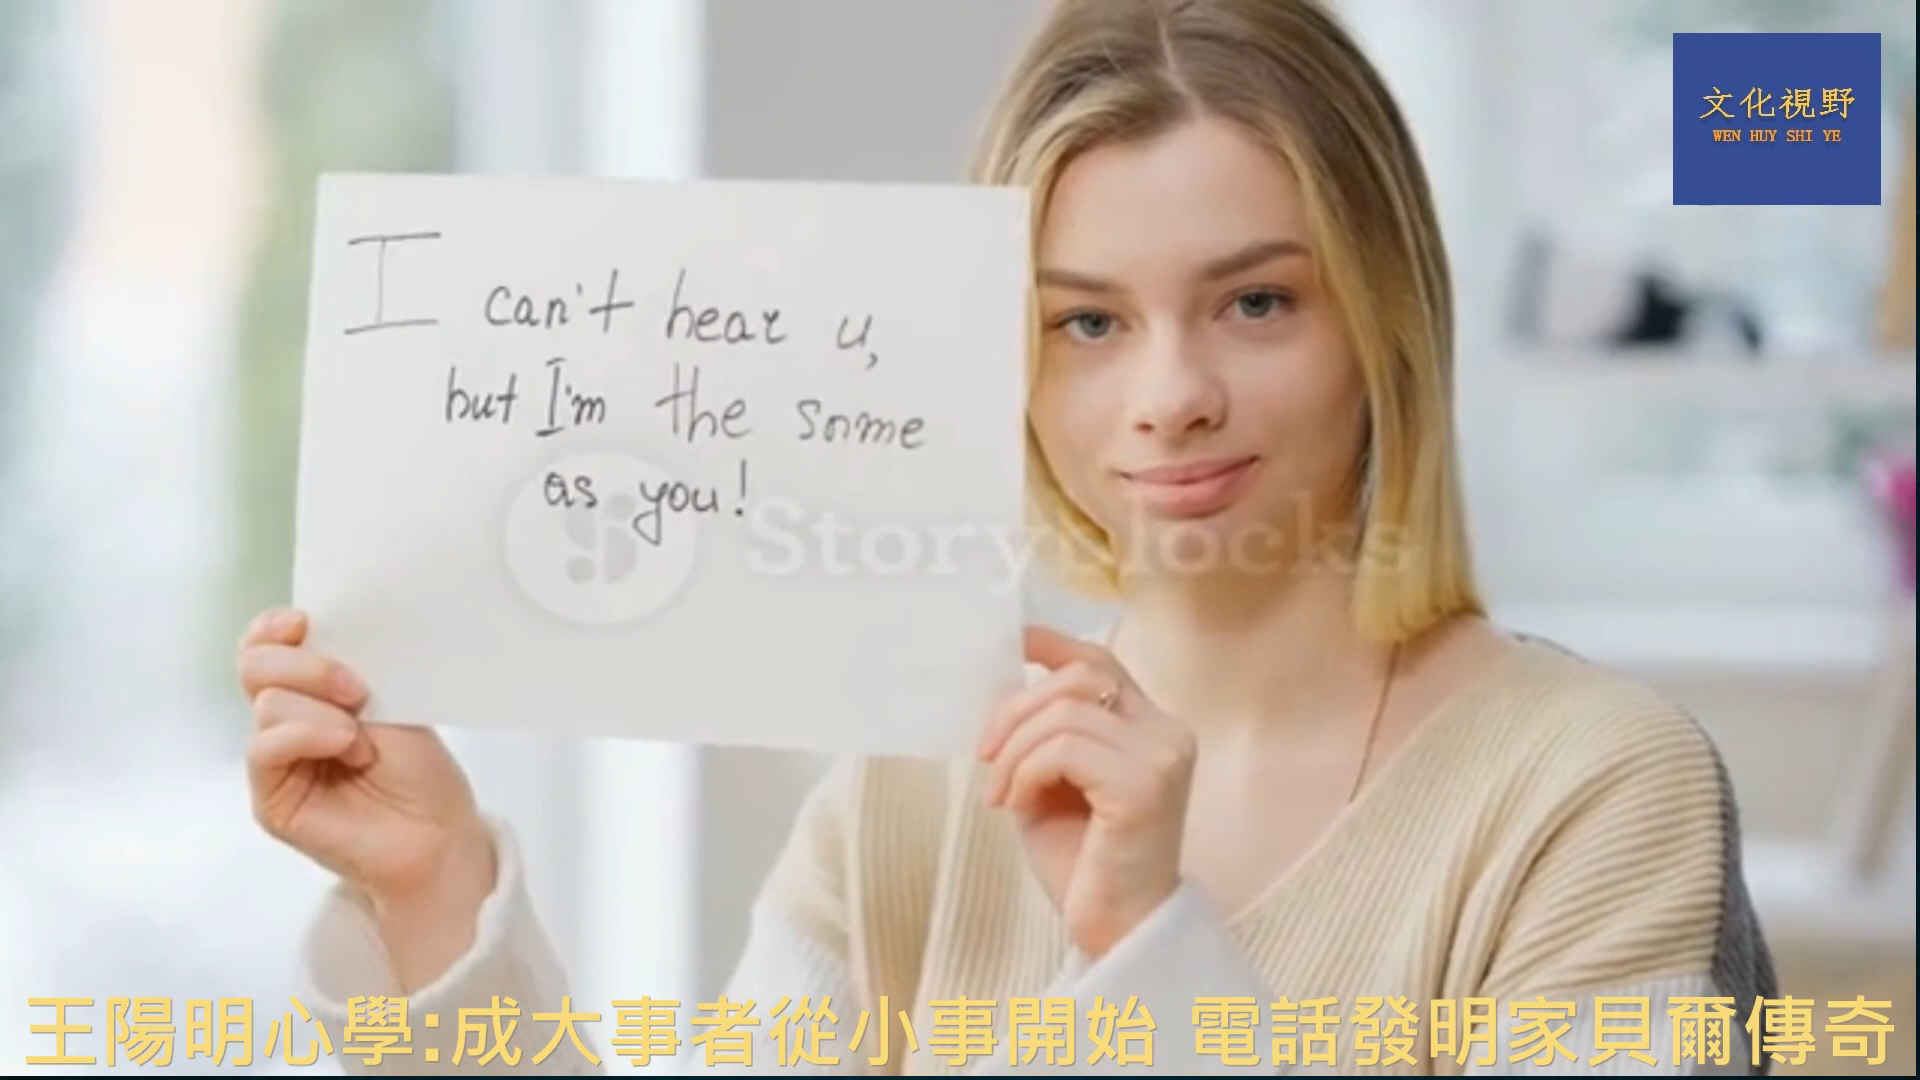 文化視野
WEN HUY SHI YE
I can't hear u,
but I'm the same
as you!
Storyblocks
王陽明心學:成大事者從小事開始 電話發明家貝爾傳奇